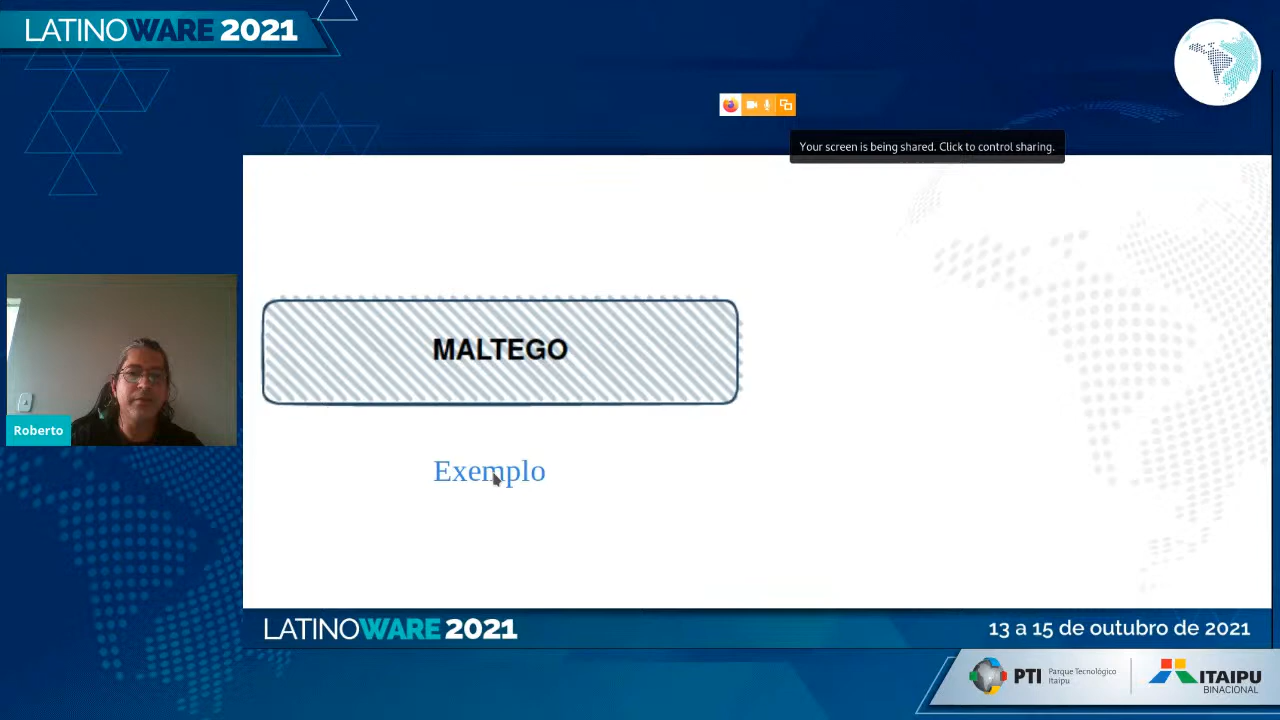 LATINOWARE 2021
Your screen is being shared. Click to control sharing.
MALTEGO
Roberto
Exemplo
LATINOWARE 2021
13 a 15 de outubro de 2021
PTI
Parque Tecnológico
Itaipu
ITAIPU
BINACIONAL